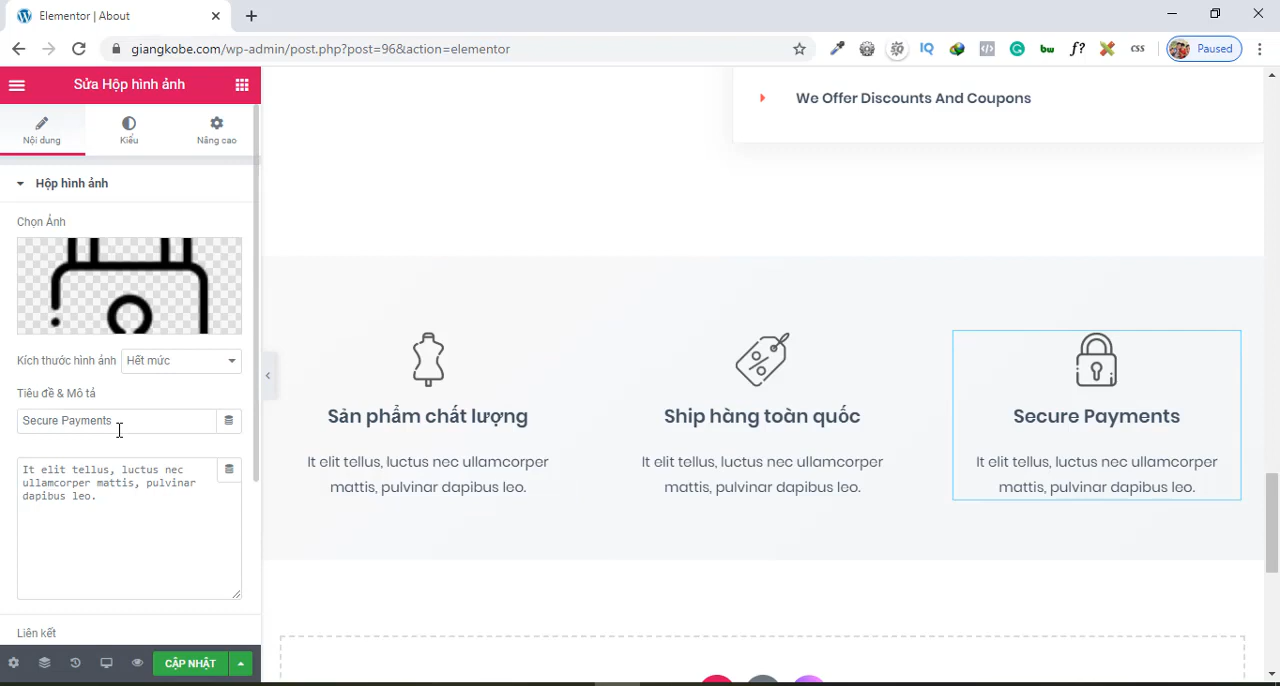 Elementor | About
giangkobe.com/wp-admin/post.php?post=96&action=elementor
IQ
bw
f?
css
Paused
Sửa Hộp hình ảnh
Nội dung
Kiểu
Nâng cao
Hộp hình ảnh
Chọn Ảnh
Kích thước hình ảnh
Hết mức
Tiêu đề & Mô tả
Secure Payments
It elit tellus, luctus nec
ullamcorper mattis, pulvinar
dapibus leo.
Liên kết
CẬP NHẬT
We Offer Discounts And Coupons
Sản phẩm chất lượng
It elit tellus, luctus nec ullamcorper
mattis, pulvinar dapibus leo.
Ship hàng toàn quốc
It elit tellus, luctus nec ullamcorper
mattis, pulvinar dapibus leo.
Secure Payments
It elit tellus, luctus nec ullamcorper
mattis, pulvinar dapibus leo.